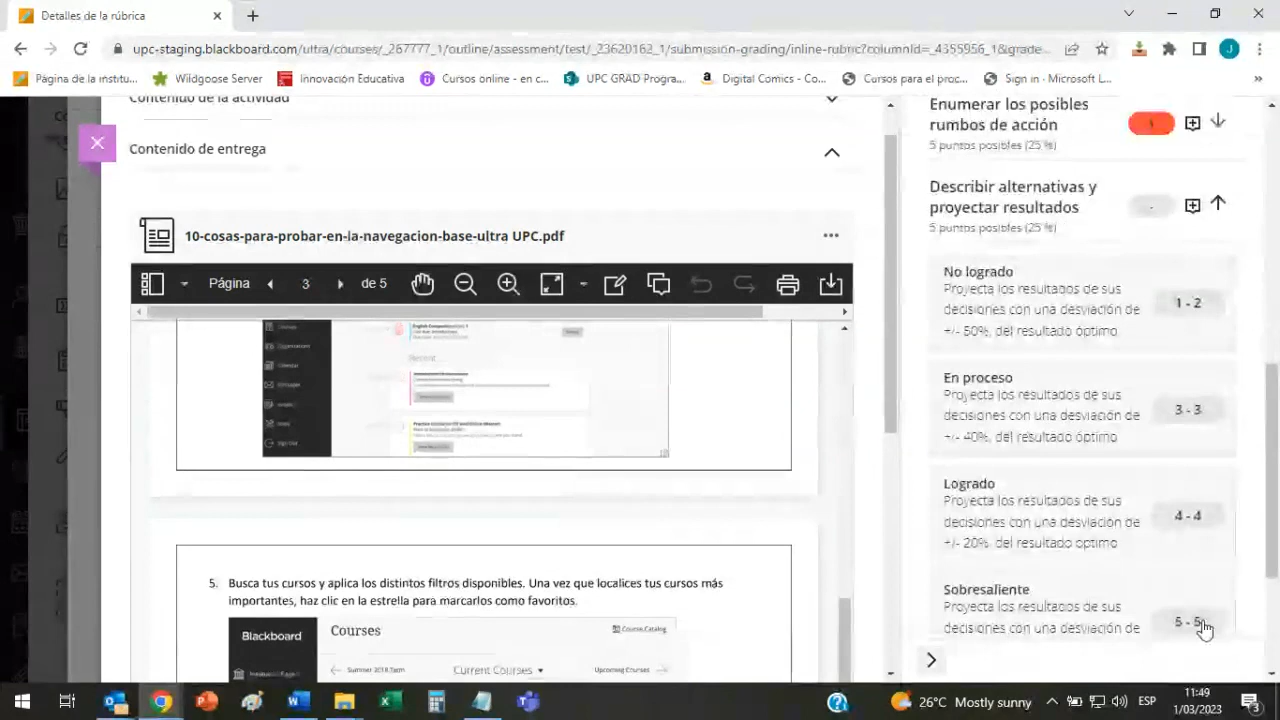 Detalles de la rúbrica
upc-staging.blackboard.com/ultra/courses/_267777_1/outline/assessment/test/_23620162_1/submission-grading/inline-rubric?columnId=_4355956_1&grade...
Página de la institu...
Wildgoose Server
Innovación Educativa
Cursos online - en c...
UPC GRAD Progra...
Digital Comics - Co...
Cursos para el proc...
Sign in - Microsoft L...
Contenido de la actividad
Contenido de entrega
10-cosas-para-probar-en-la-navegacion-base-ultra UPC.pdf
Página 3 de 5
5. Busca tus cursos y aplica los distintos filtros disponibles. Una vez que localices tus cursos más
importantes, haz clic en la estrella para marcarlos como favoritos.
Blackboard
Courses
Course Catalog
Current Courses
Upcoming Courses
Enumerar los posibles
rumbos de acción
5 puntos posibles (25 %)
Describir alternativas y
proyectar resultados
5 puntos posibles (25 %)
No logrado
Proyecta los resultados de sus
decisiones con una desviación de
del resultado óptimo
1 - 2
En proceso
Proyecta los resultados de sus
decisiones con una desviación de
+/- 40% del resultado óptimo
3 - 3
Logrado
Proyecta los resultados de sus
decisiones con una desviación de
+/- 20% del resultado optimo
4 - 4
Sobresaliente
Proyecta los resultados de sus
decisiones con una desviación de
5 - 5
26°C Mostly sunny
ESP
11:49
1/03/2023